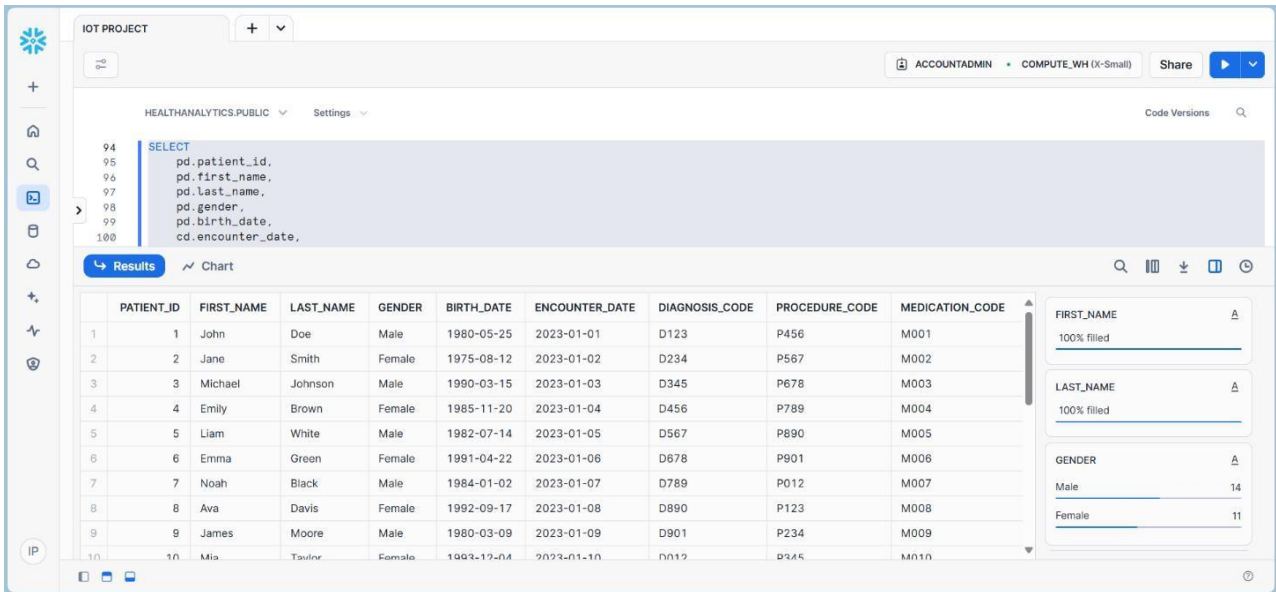 IOT PROJECT
ACCOUNTADMIN • COMPUTE_WH (X-Small) Share
HEALTHANALYTICS.PUBLIC Settings Code Versions
94 SELECT
95 pd.patient_id,
96 pd.first_name,
97 pd.last_name,
98 pd.gender,
99 pd.birth_date,
100 cd.encounter_date,
Results Chart
PATIENT_ID FIRST_NAME LAST_NAME GENDER BIRTH_DATE ENCOUNTER_DATE DIAGNOSIS_CODE PROCEDURE_CODE MEDICATION_CODE
1 1 John Doe Male 1980-05-25 2023-01-01 D123 P456 M001
2 2 Jane Smith Female 1975-08-12 2023-01-02 D234 P567 M002
3 3 Michael Johnson Male 1990-03-15 2023-01-03 D345 P678 M003
4 4 Emily Brown Female 1985-11-20 2023-01-04 D456 P789 M004
5 5 Liam White Male 1982-07-14 2023-01-05 D567 P890 M005
6 6 Emma Green Female 1991-04-22 2023-01-06 D678 P901 M006
7 7 Noah Black Male 1984-01-02 2023-01-07 D789 P012 M007
8 8 Ava Davis Female 1992-09-17 2023-01-08 D890 P123 M008
9 9 James Moore Male 1980-03-09 2023-01-09 D901 P234 M009
10 10 Mia Taylor Female 1993-12-04 2023-01-10 D012 P345 M010
FIRST_NAME A
100% filled
LAST_NAME A
100% filled
GENDER A
Male 14
Female 11
IP